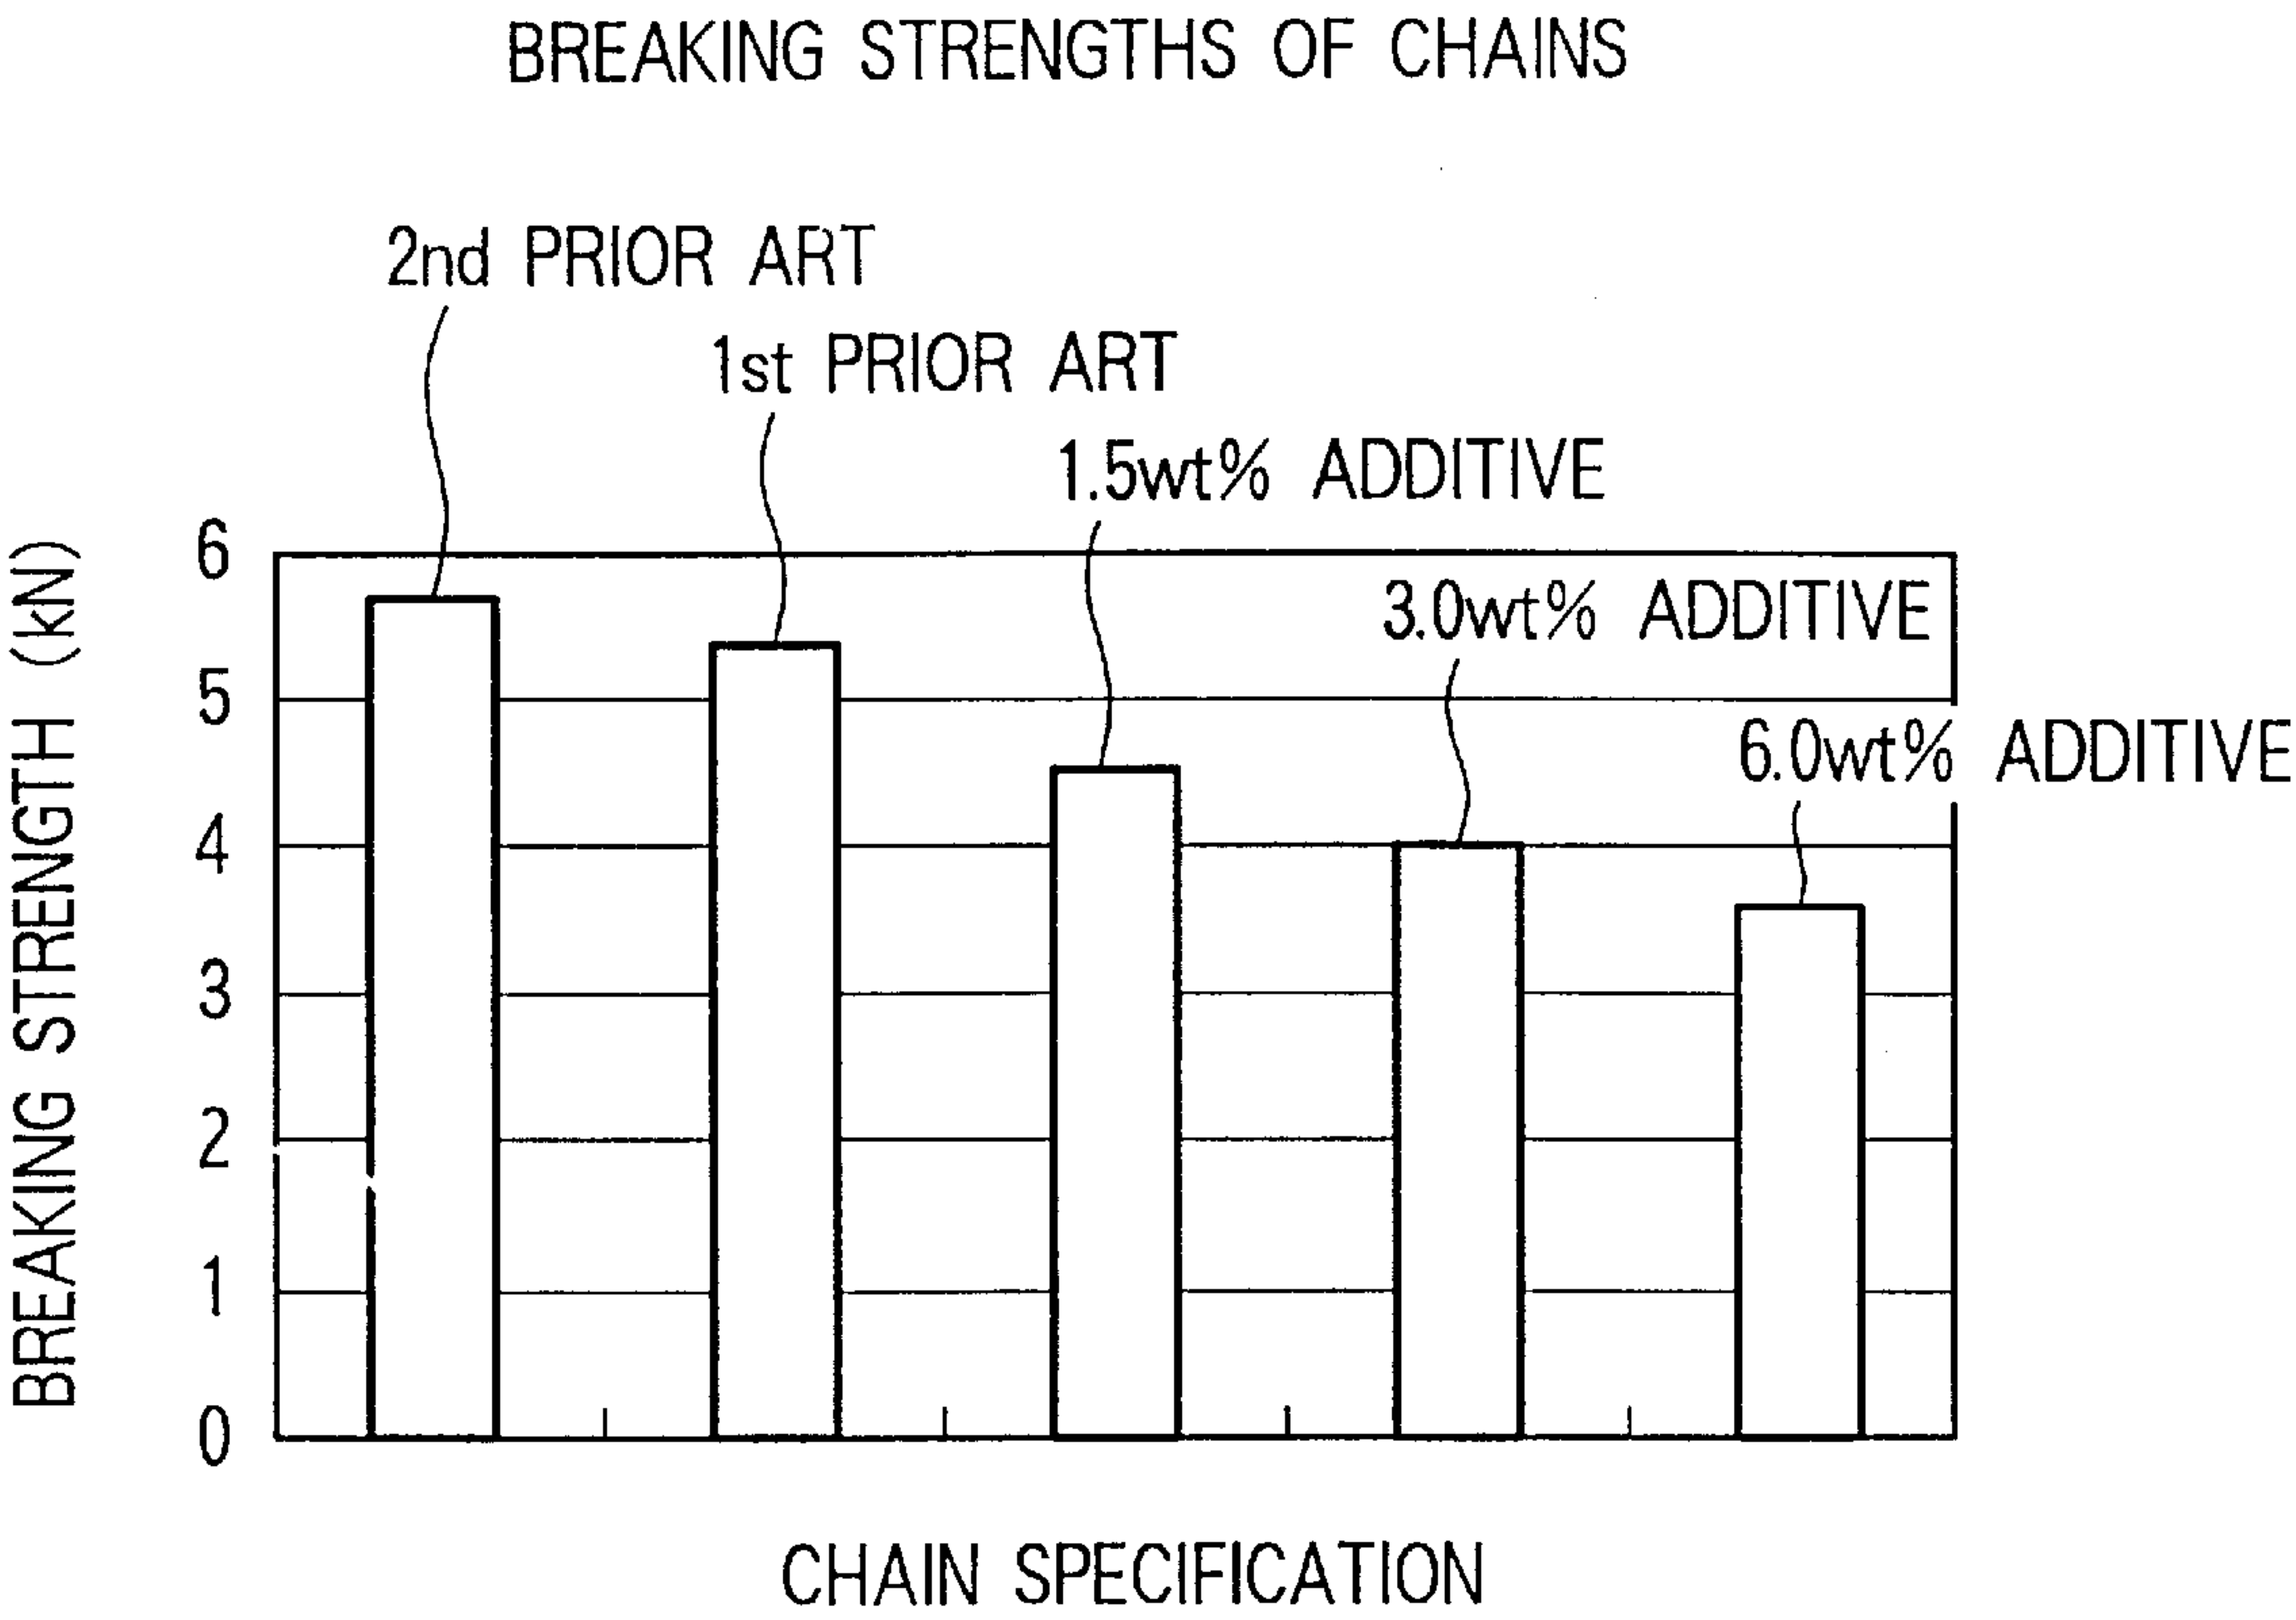 BREAKING STRENGTHS OF CHAINS
2nd PRIOR ART
1st PRIOR ART
1.5wt% ADDITIVE
3.0wt% ADDITIVE
6.0wt% ADDITIVE
BREAKING STRENGTH (kN)
6
5
4
3
2
1
0
CHAIN SPECIFICATION